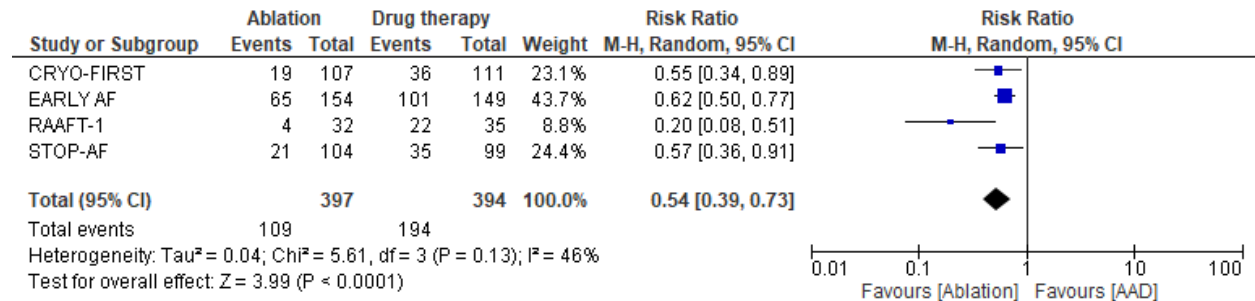 Ablation Drug therapy Risk Ratio Risk Ratio
Study or Subgroup Events Total Events Total Weight M-H, Random, 95% CI M-H, Random, 95% CI
CRYO-FIRST 19 107 36 111 23.1% 0.55 [0.34, 0.89]
EARLY AF 65 154 101 149 43.7% 0.62 [0.50, 0.77]
RAAFT-1 4 32 22 35 8.8% 0.20 [0.08, 0.51]
STOP-AF 21 104 35 99 24.4% 0.57 [0.36, 0.91]
Total (95% CI) 397 394 100.0% 0.54 [0.39, 0.73]
Total events 109 194
Heterogeneity: Tau² = 0.04; Chi² = 5.61, df = 3 (P = 0.13); I² = 46%
Test for overall effect: Z = 3.99 (P < 0.0001)
0.01 0.1 1 10 100
Favours [Ablation] Favours [AAD]